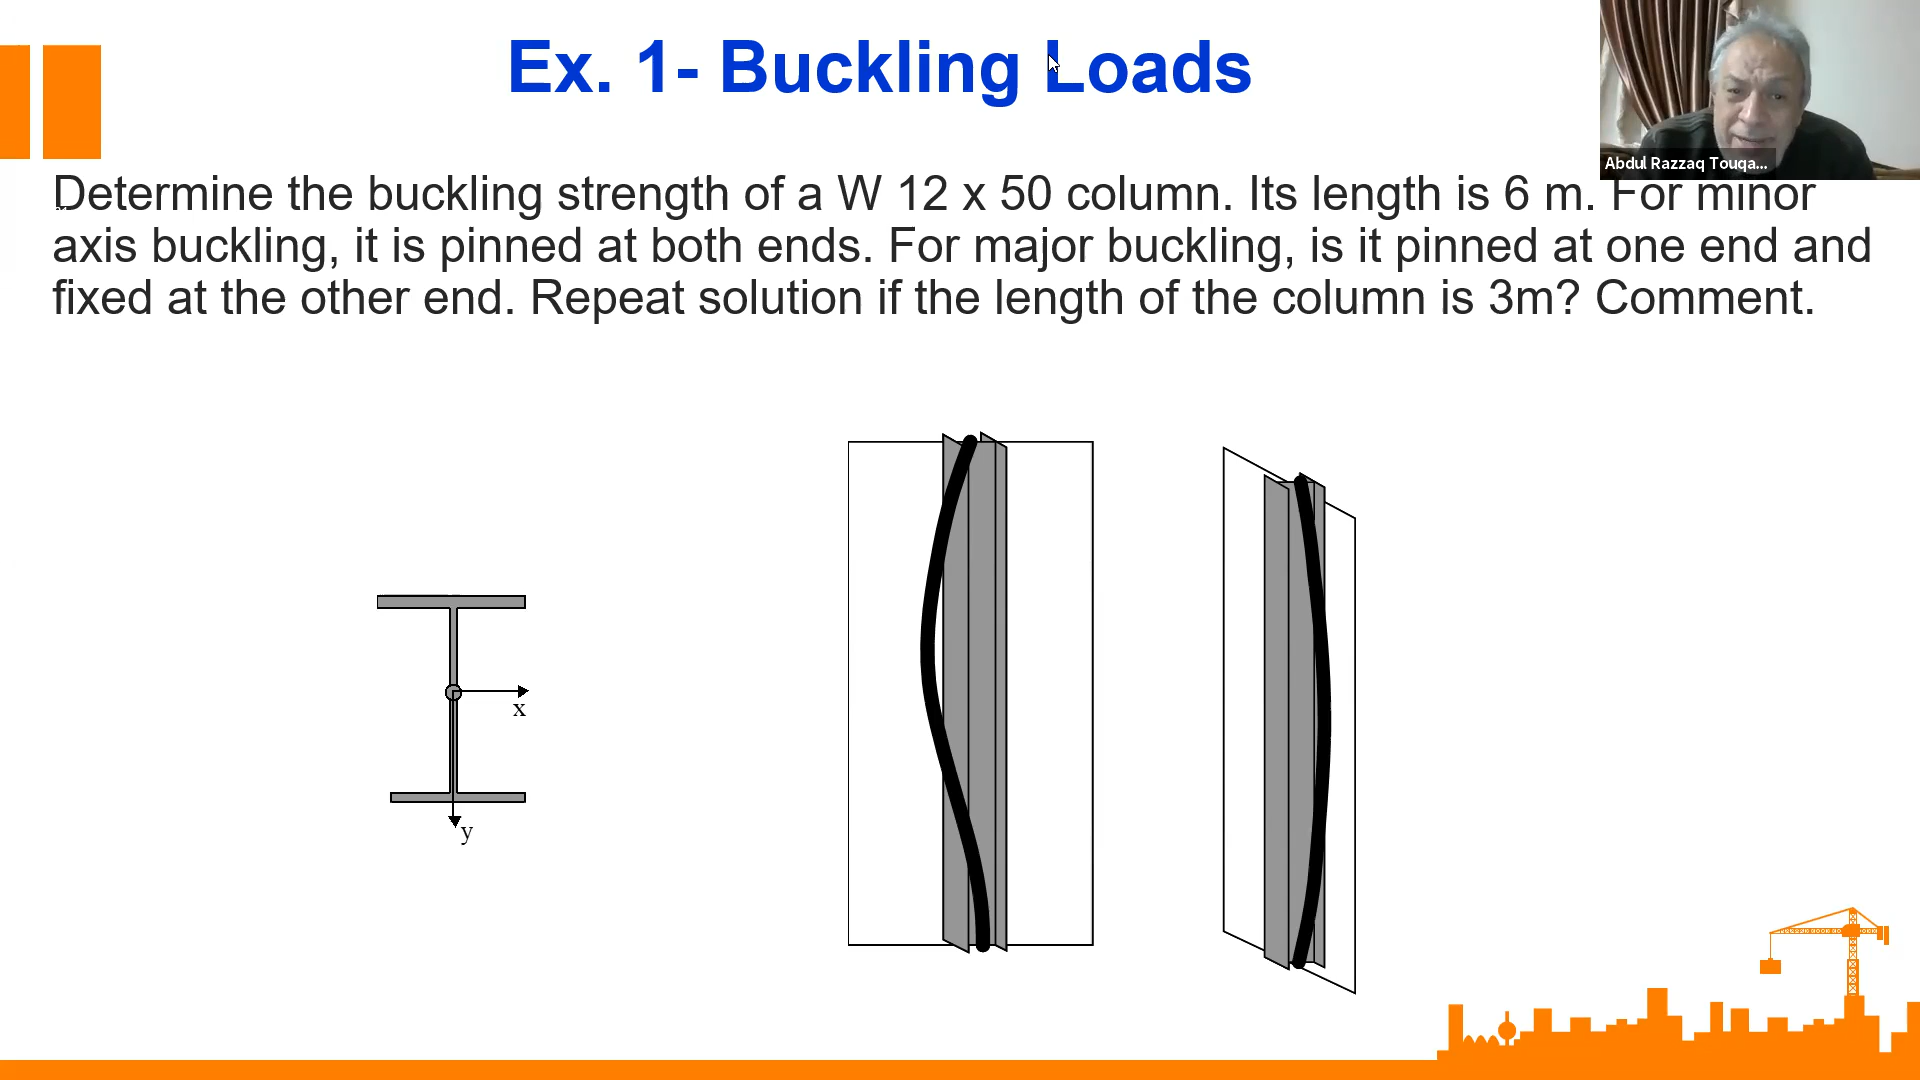 Ex. 1- Buckling Loads
Abdul Razzaq Touqa...
Determine the buckling strength of a W 12 x 50 column. Its length is 6 m. For minor
axis buckling, it is pinned at both ends. For major buckling, is it pinned at one end and
fixed at the other end. Repeat solution if the length of the column is 3m? Comment.
x
y